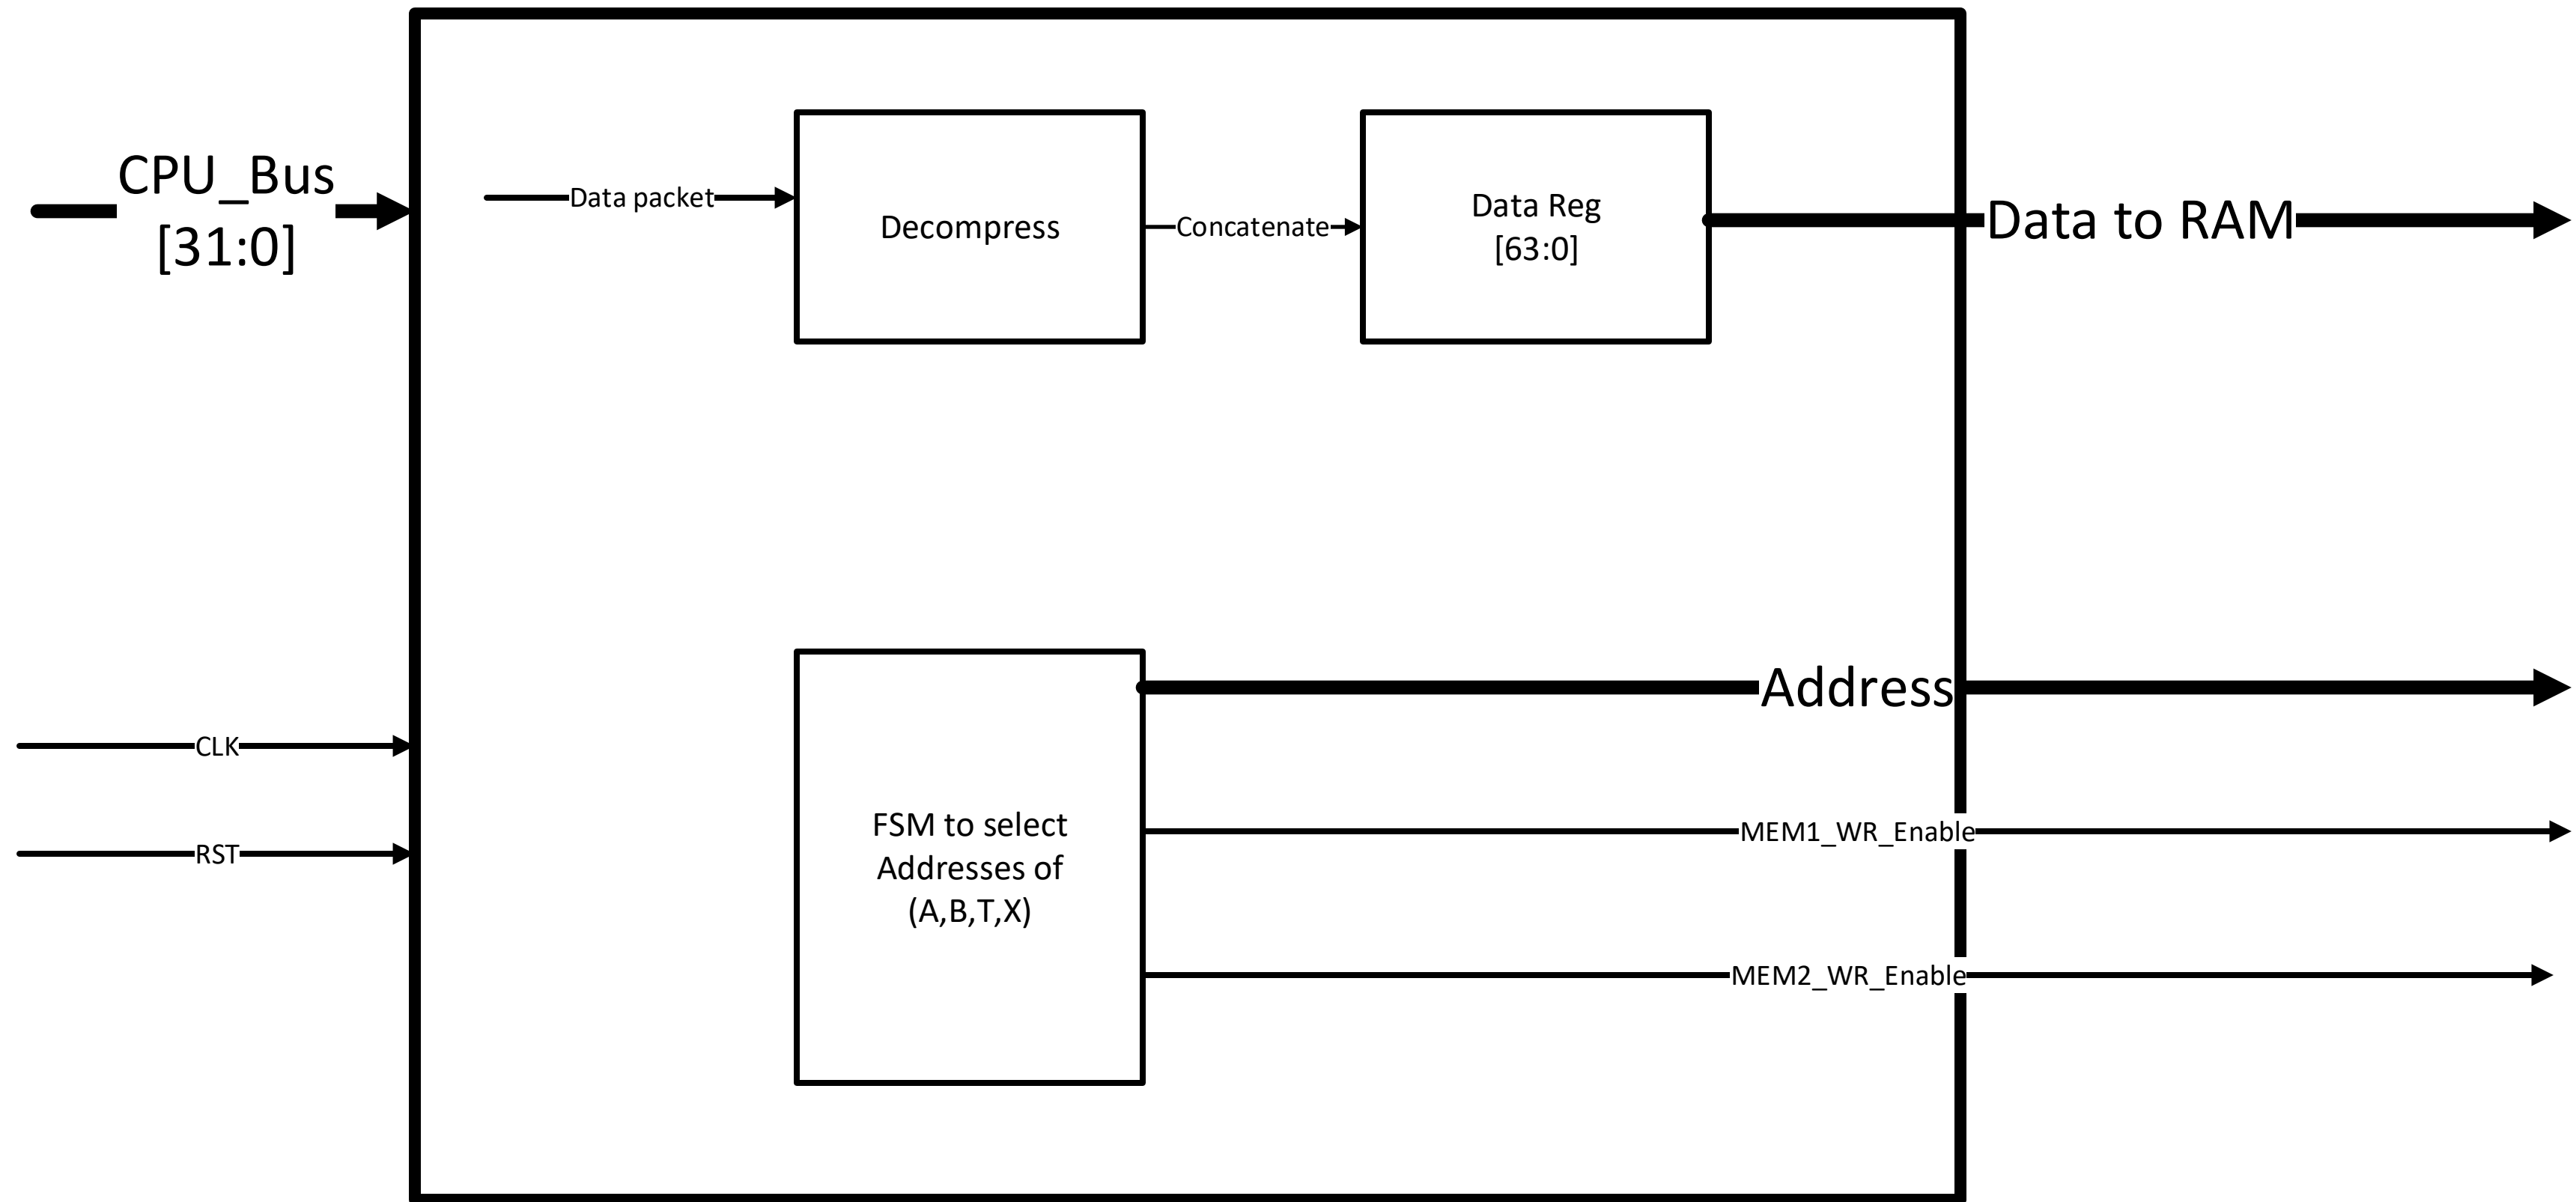 CPU_Bus
[31:0]
Data packet
Decompress
Concatenate
Data Reg
[63:0]
Data to RAM
Address
CLK
RST
FSM to select
Addresses of
(A,B,T,X)
MEM1_WR_Enable
MEM2_WR_Enable